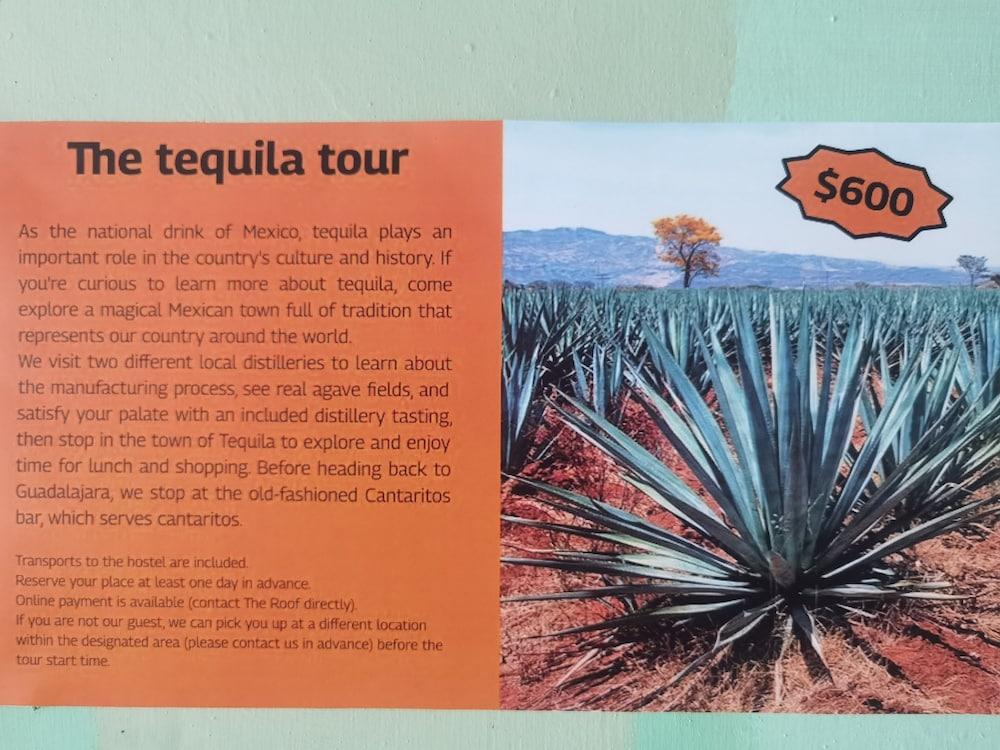 The tequila tour
$600
As the national drink of Mexico, tequila plays an
important role in the country's culture and history. If
you're curious to learn more about tequila, come
explore a magical Mexican town full of tradition that
represents our country around the world.
We visit two different local distilleries to learn about
the manufacturing process, see real agave fields, and
satisfy your palate with an included distillery tasting,
then stop in the town of Tequila to explore and enjoy
time for lunch and shopping. Before heading back to
Guadalajara, we stop at the old-fashioned Cantaritos
bar, which serves cantaritos.
Transports to the hostel are included.
Reserve your place at least one day in advance.
Online payment is available (contact The Roof directly).
If you are not our guest, we can pick you up at a different location
within the designated area (please contact us in advance) before the
tour start time.